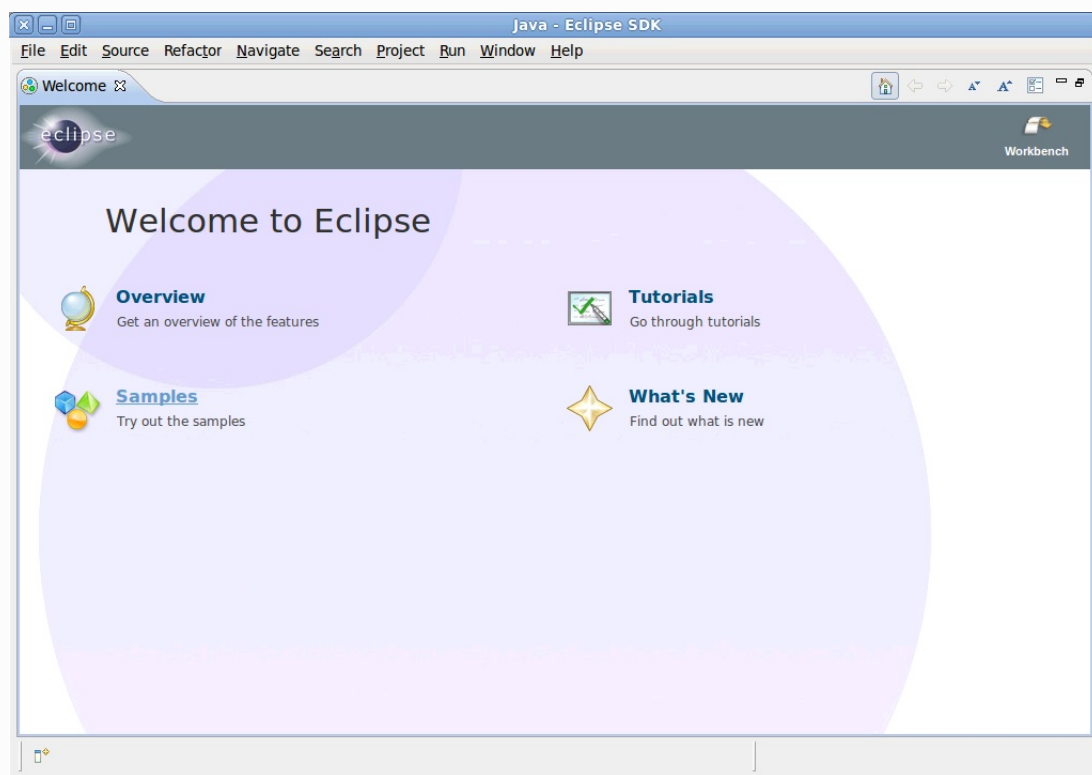 Java - Eclipse SDK
File Edit Source Refactor Navigate Search Project Run Window Help
Welcome
eclipse
Workbench
Welcome to Eclipse
Overview
Get an overview of the features
Tutorials
Go through tutorials
Samples
Try out the samples
What's New
Find out what is new